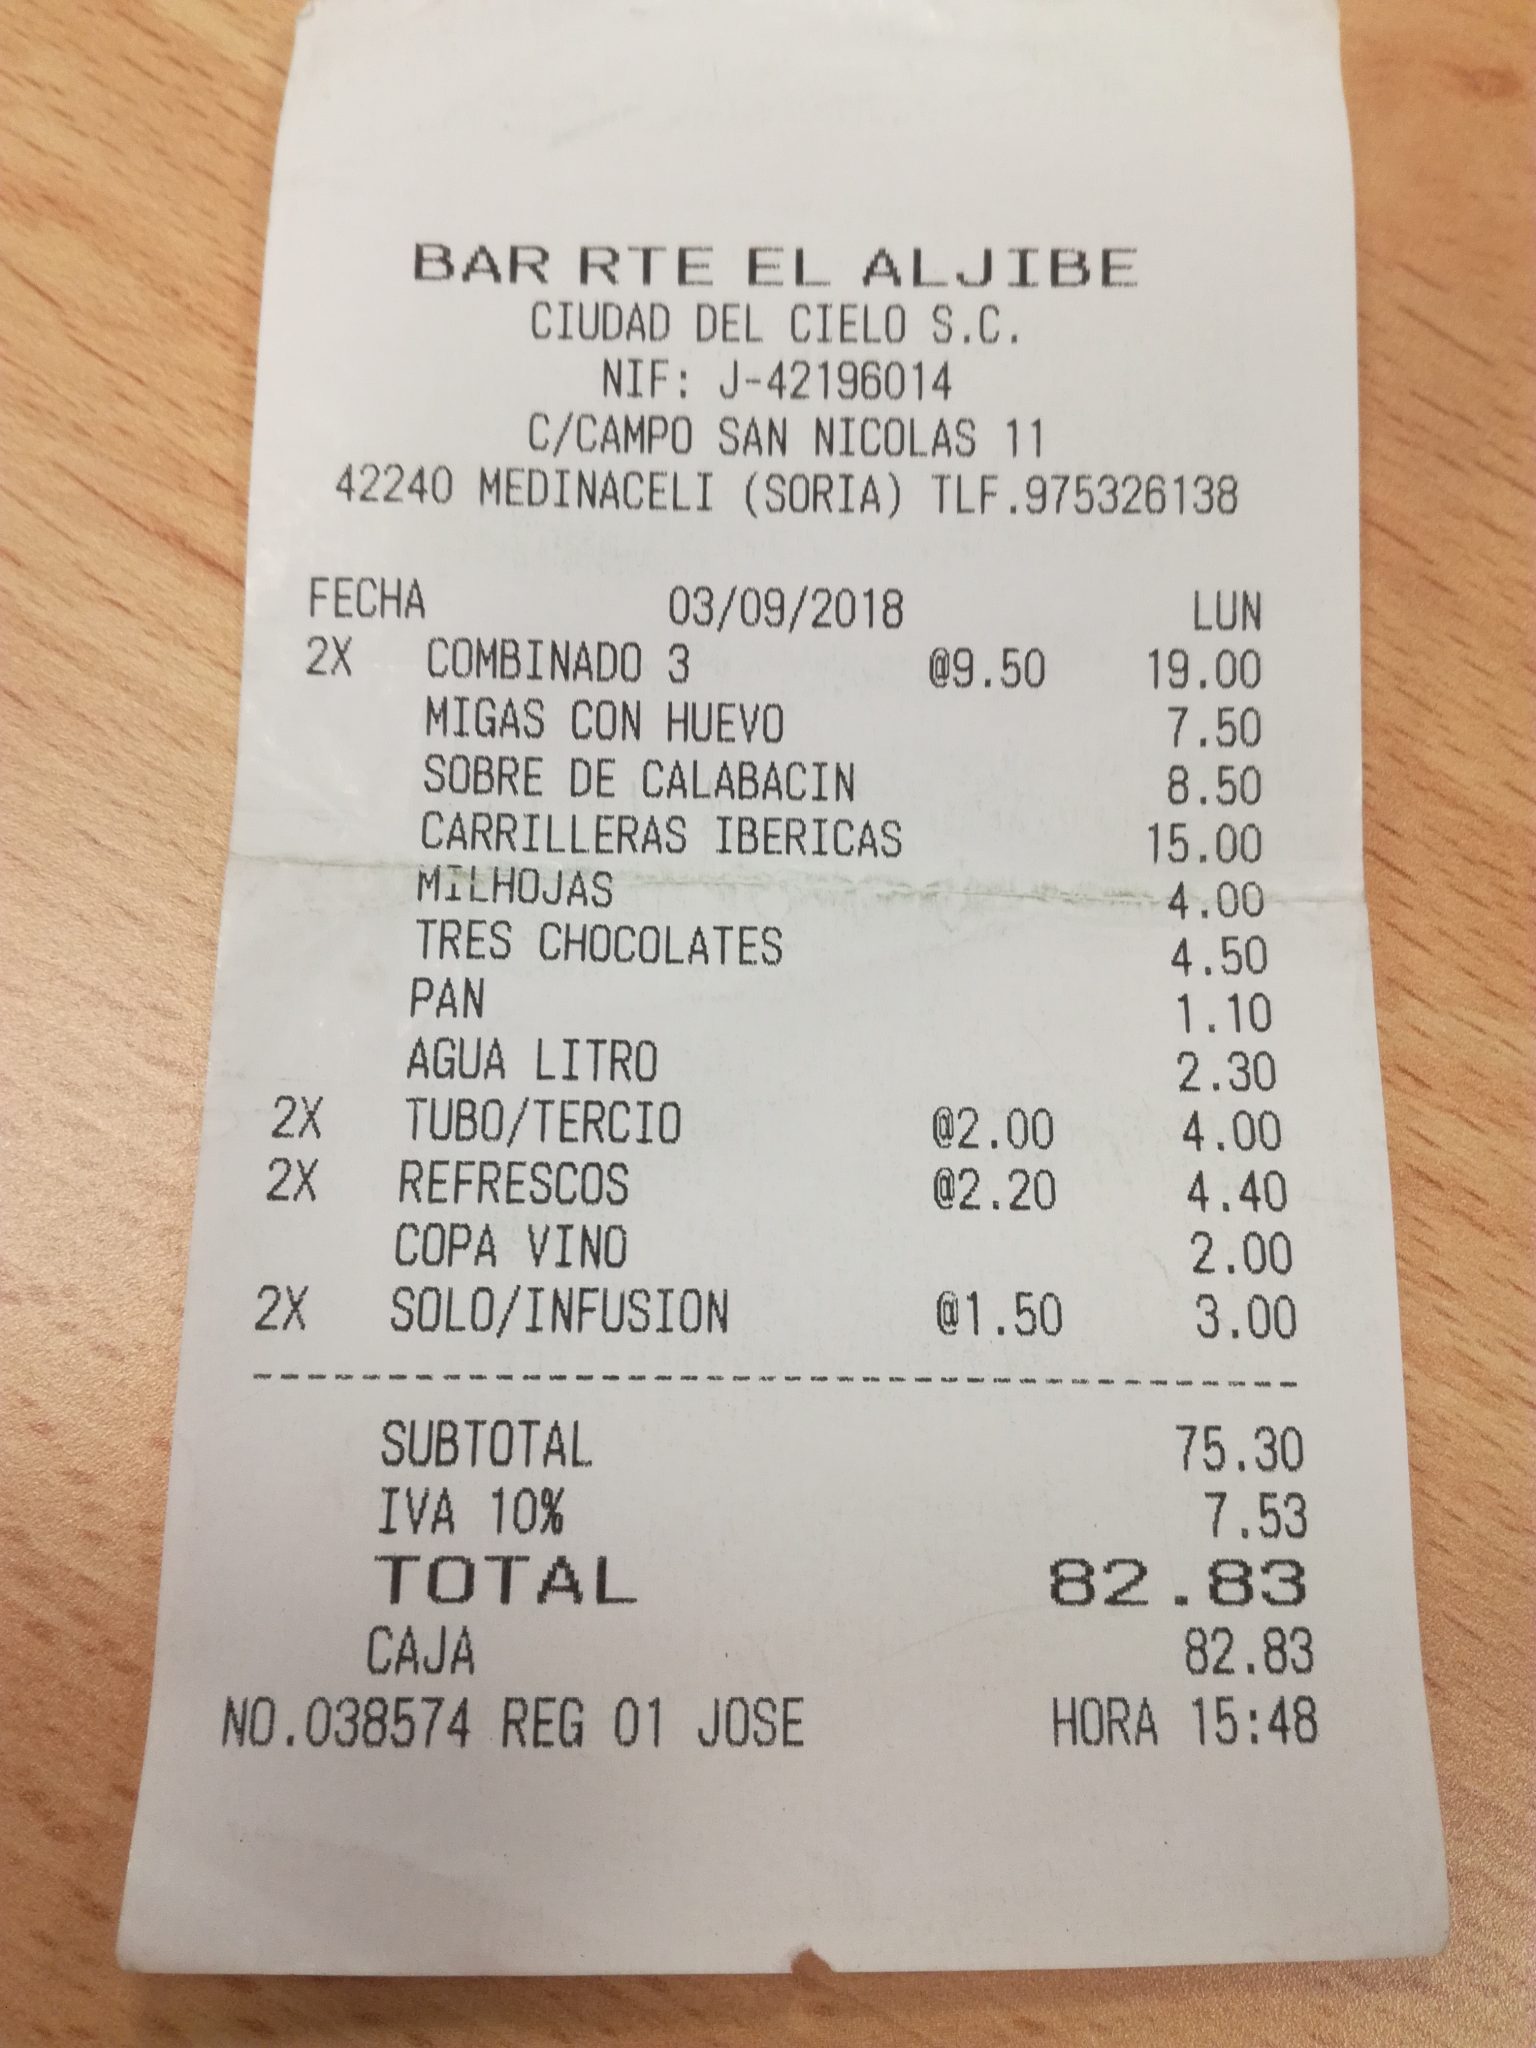 BAR RTE EL ALJIBE
CIUDAD DEL CIELO S.C.
NIF: J-42196014
C/CAMPO SAN NICOLAS 11
42240 MEDINACELI (SORIA) TLF.975326138
FECHA 03/09/2018 LUN
2X COMBINADO 3 @9.50 19.00
MIGAS CON HUEVO 7.50
SOBRE DE CALABACIN 8.50
CARRILLERAS IBERICAS 15.00
MILHOJAS 4.00
TRES CHOCOLATES 4.50
PAN 1.10
AGUA LITRO 2.30
2X TUBO/TERCIO @2.00 4.00
2X REFRESCOS @2.20 4.40
COPA VINO 2.00
2X SOLO/INFUSION @1.50 3.00
SUBTOTAL 75.30
IVA 10% 7.53
TOTAL 82.83
CAJA 82.83
NO.038574 REG 01 JOSE HORA 15:48